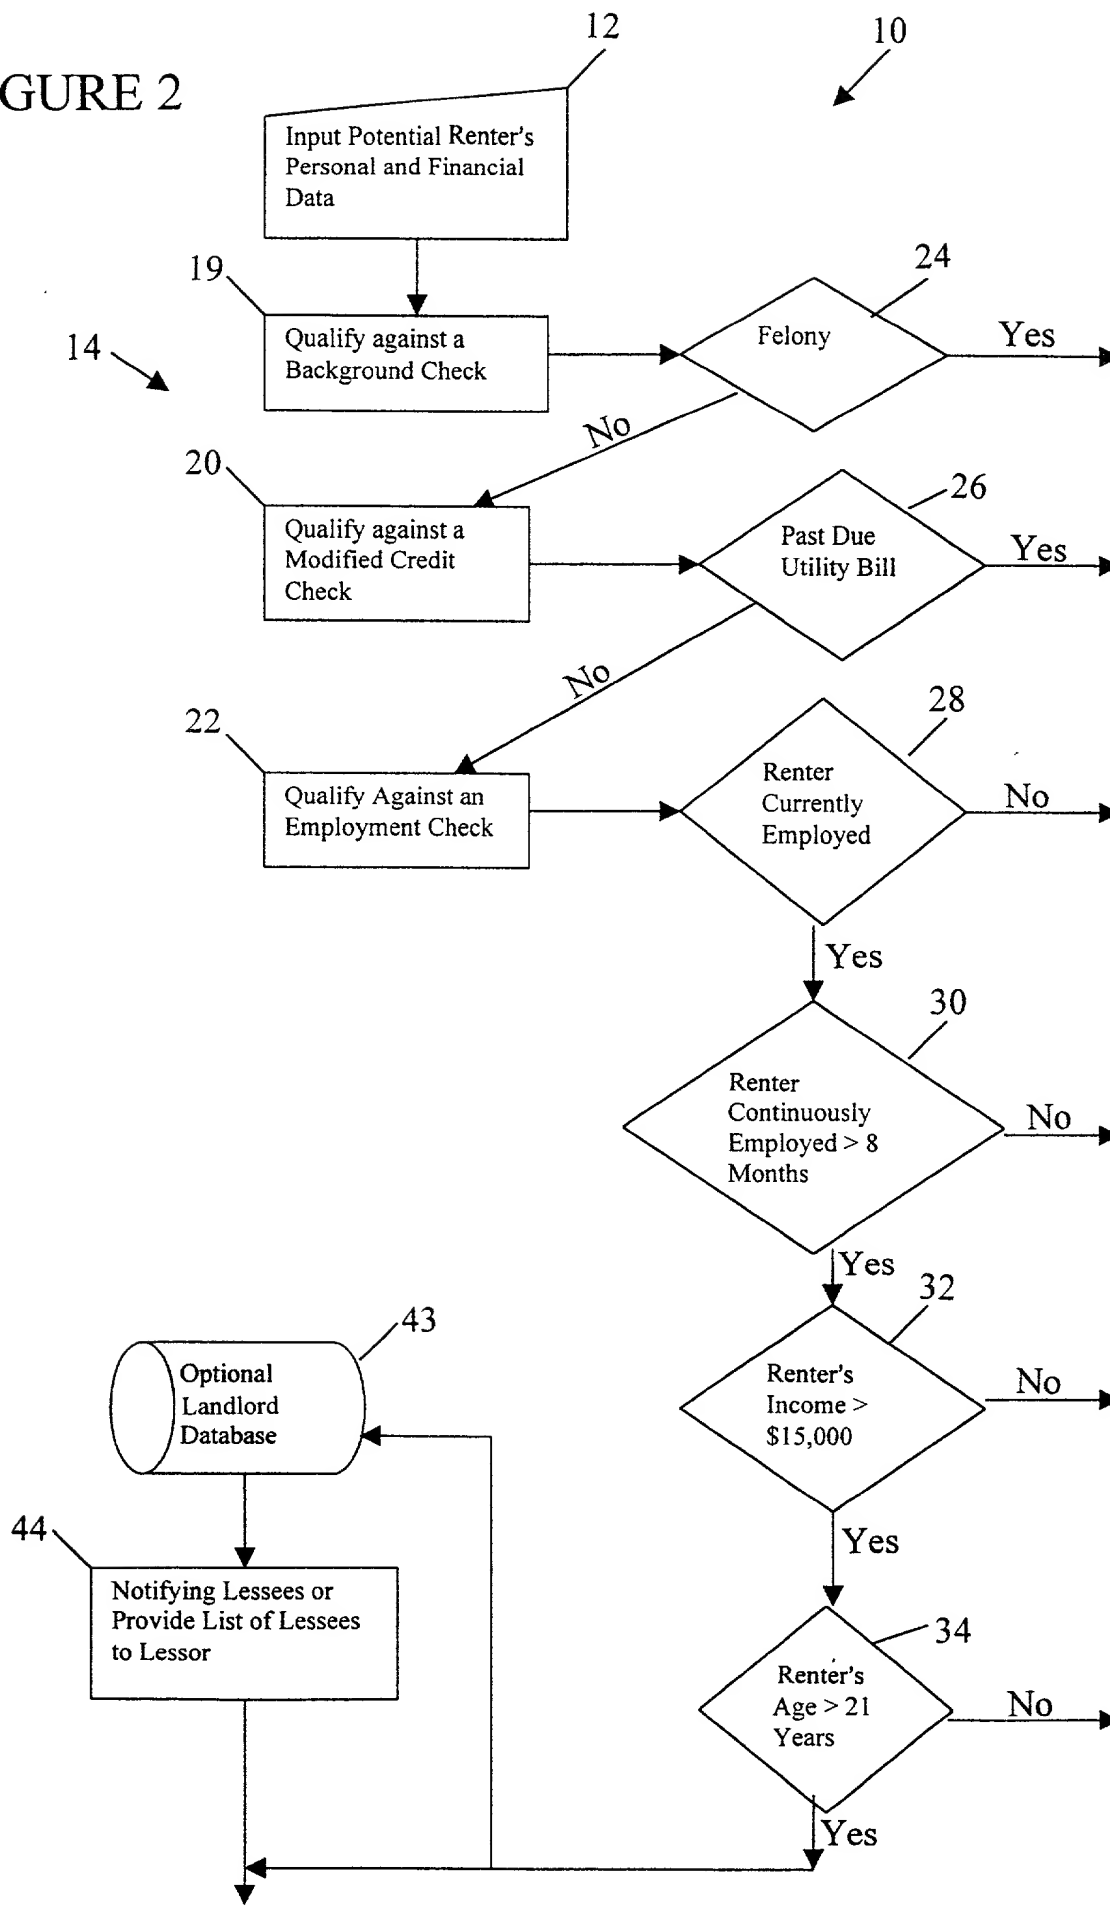 12
10
GURE 2
Input Potential Renter's
Personal and Financial
Data
19
24
14
Qualify against a
Background Check
Felony
Yes
No
20
26
Qualify against a
Modified Credit
Check
Past Due
Utility Bill
Yes
No
22
28
Qualify Against an
Employment Check
Renter
Currently
Employed
No
Yes
30
Renter
Continuously
Employed > 8
Months
No
Yes
32
43
Optional
Landlord
Database
Renter's
Income >
$15,000
No
44
Yes
Notifying Lessees or
Provide List of Lessees
to Lessor
34
Renter's
Age > 21
Years
No
Yes